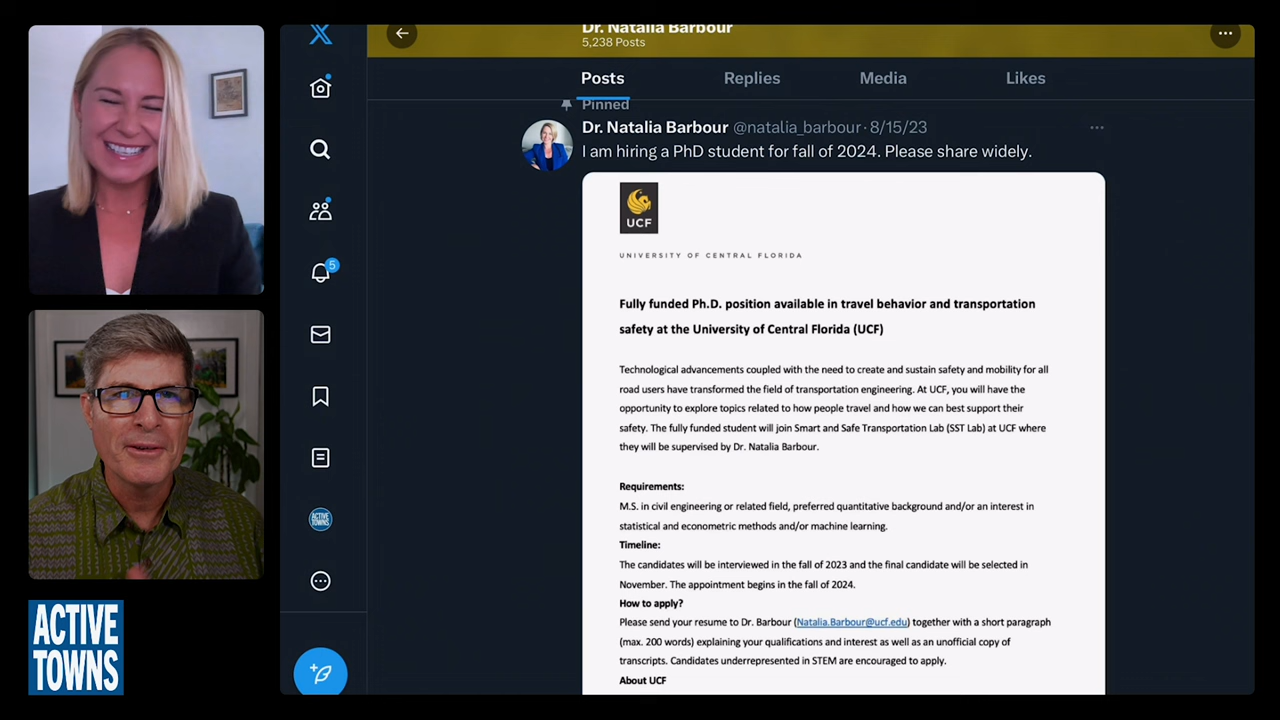 Dr. Natalia Barbour
5,238 Posts
Posts
Replies
Media
Likes
Pinned
Dr. Natalia Barbour @natalia_barbour · 8/15/23
I am hiring a PhD student for fall of 2024. Please share widely.
UCF
UNIVERSITY OF CENTRAL FLORIDA
Fully funded Ph.D. position available in travel behavior and transportation
safety at the University of Central Florida (UCF)
Technological advancements coupled with the need to create and sustain safety and mobility for all
road users have transformed the field of transportation engineering. At UCF, you will have the
opportunity to explore topics related to how people travel and how we can best support their
safety. The fully funded student will join Smart and Safe Transportation Lab (SST Lab) at UCF where
they will be supervised by Dr. Natalia Barbour.
Requirements:
M.S. in civil engineering or related field, preferred quantitative background and/or an interest in
statistical and econometric methods and/or machine learning.
Timeline:
The candidates will be interviewed in the fall of 2023 and the final candidate will be selected in
November. The appointment begins in the fall of 2024.
How to apply?
Please send your resume to Dr. Barbour (Natalia.Barbour@ucf.edu) together with a short paragraph
(max. 200 words) explaining your qualifications and interest as well as an unofficial copy of
transcripts. Candidates underrepresented in STEM are encouraged to apply.
About UCF
5
ACTIVE
TOWNS
ACTIVE
TOWNS